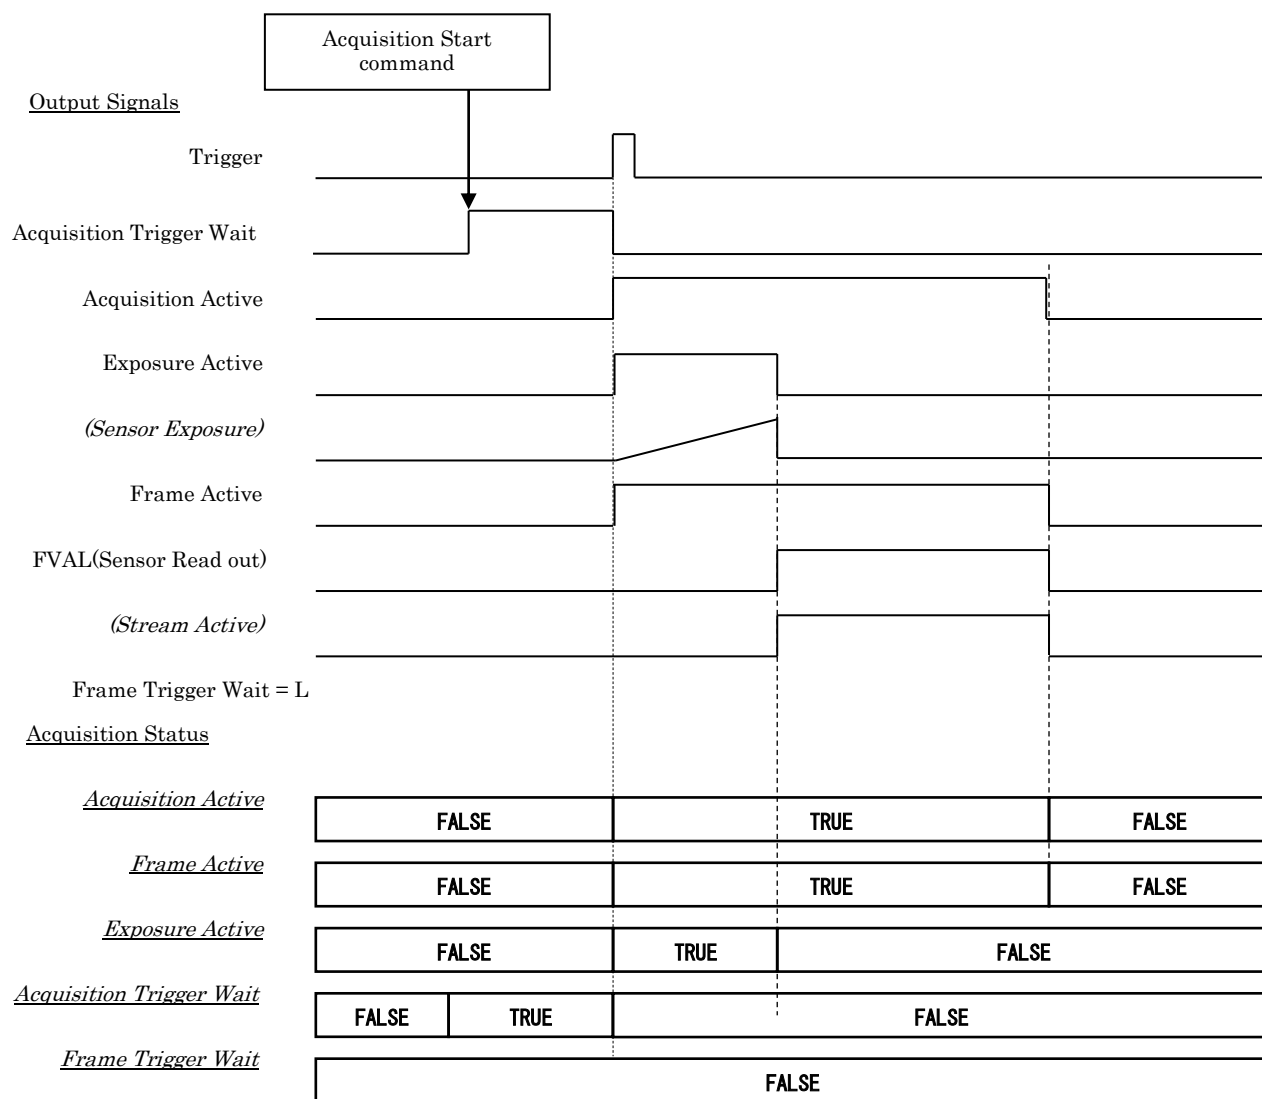 Acquisition Start
command
Output Signals
Trigger
Acquisition Trigger Wait
Acquisition Active
Exposure Active
(Sensor Exposure)
Frame Active
FVAL(Sensor Read out)
(Stream Active)
Frame Trigger Wait = L
Acquisition Status
Acquisition Active
FALSE TRUE FALSE
Frame Active
FALSE TRUE FALSE
Exposure Active
FALSE TRUE FALSE
Acquisition Trigger Wait
FALSE TRUE FALSE
Frame Trigger Wait
FALSE